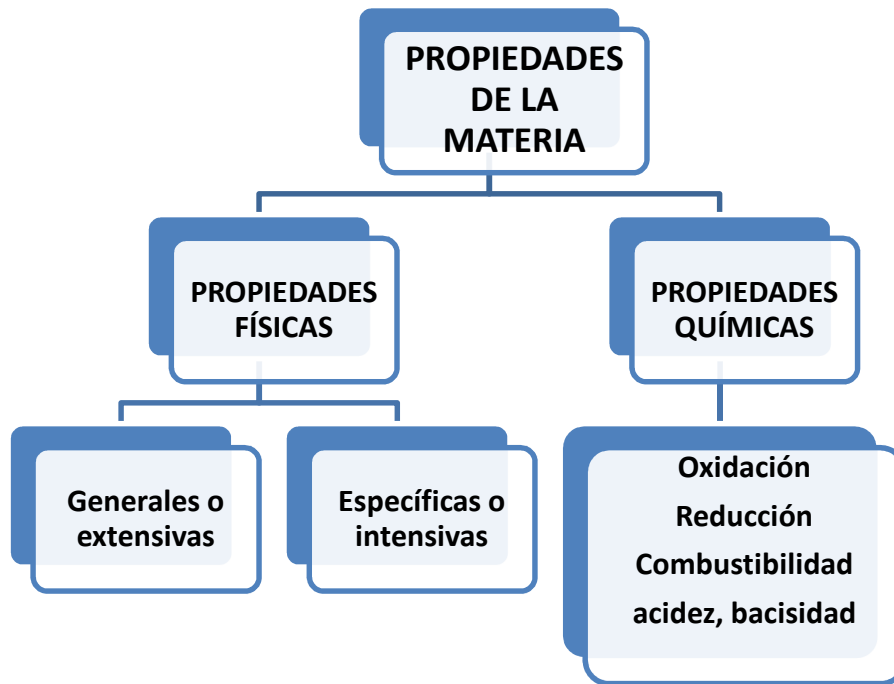 PROPIEDADES
DE LA
MATERIA
PROPIEDADES
FÍSICAS
PROPIEDADES
QUÍMICAS
Generales o
extensivas
Específicas o
intensivas
Oxidación
Reducción
Combustibilidad
acidez, bacisidad